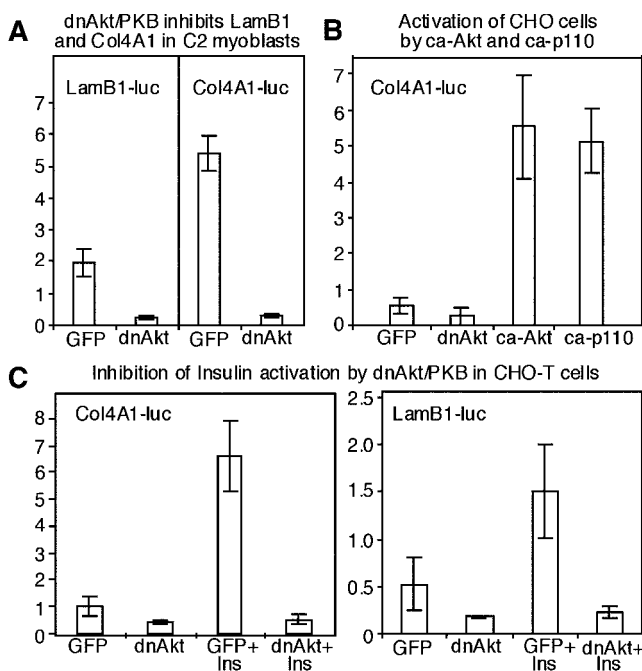 A
dnAkt/PKB inhibits LamB1
and Col4A1 in C2 myoblasts
LamB1-luc
Col4A1-luc
7
6
5
4
3
2
1
0
GFP
dnAkt
GFP
dnAkt
B
Activation of CHO cells
by ca-Akt and ca-p110
Col4A1-luc
7
6
5
4
3
2
1
0
GFP
dnAkt
ca-Akt
ca-p110
C
Inhibition of Insulin activation by dnAkt/PKB in CHO-T cells
Col4A1-luc
8
7
6
5
4
3
2
1
0
GFP
dnAkt
GFP+
Ins
dnAkt+
Ins
LamB1-luc
2.5
2.0
1.5
1.0
0.5
0
GFP
dnAkt
GFP+
Ins
dnAkt+
Ins